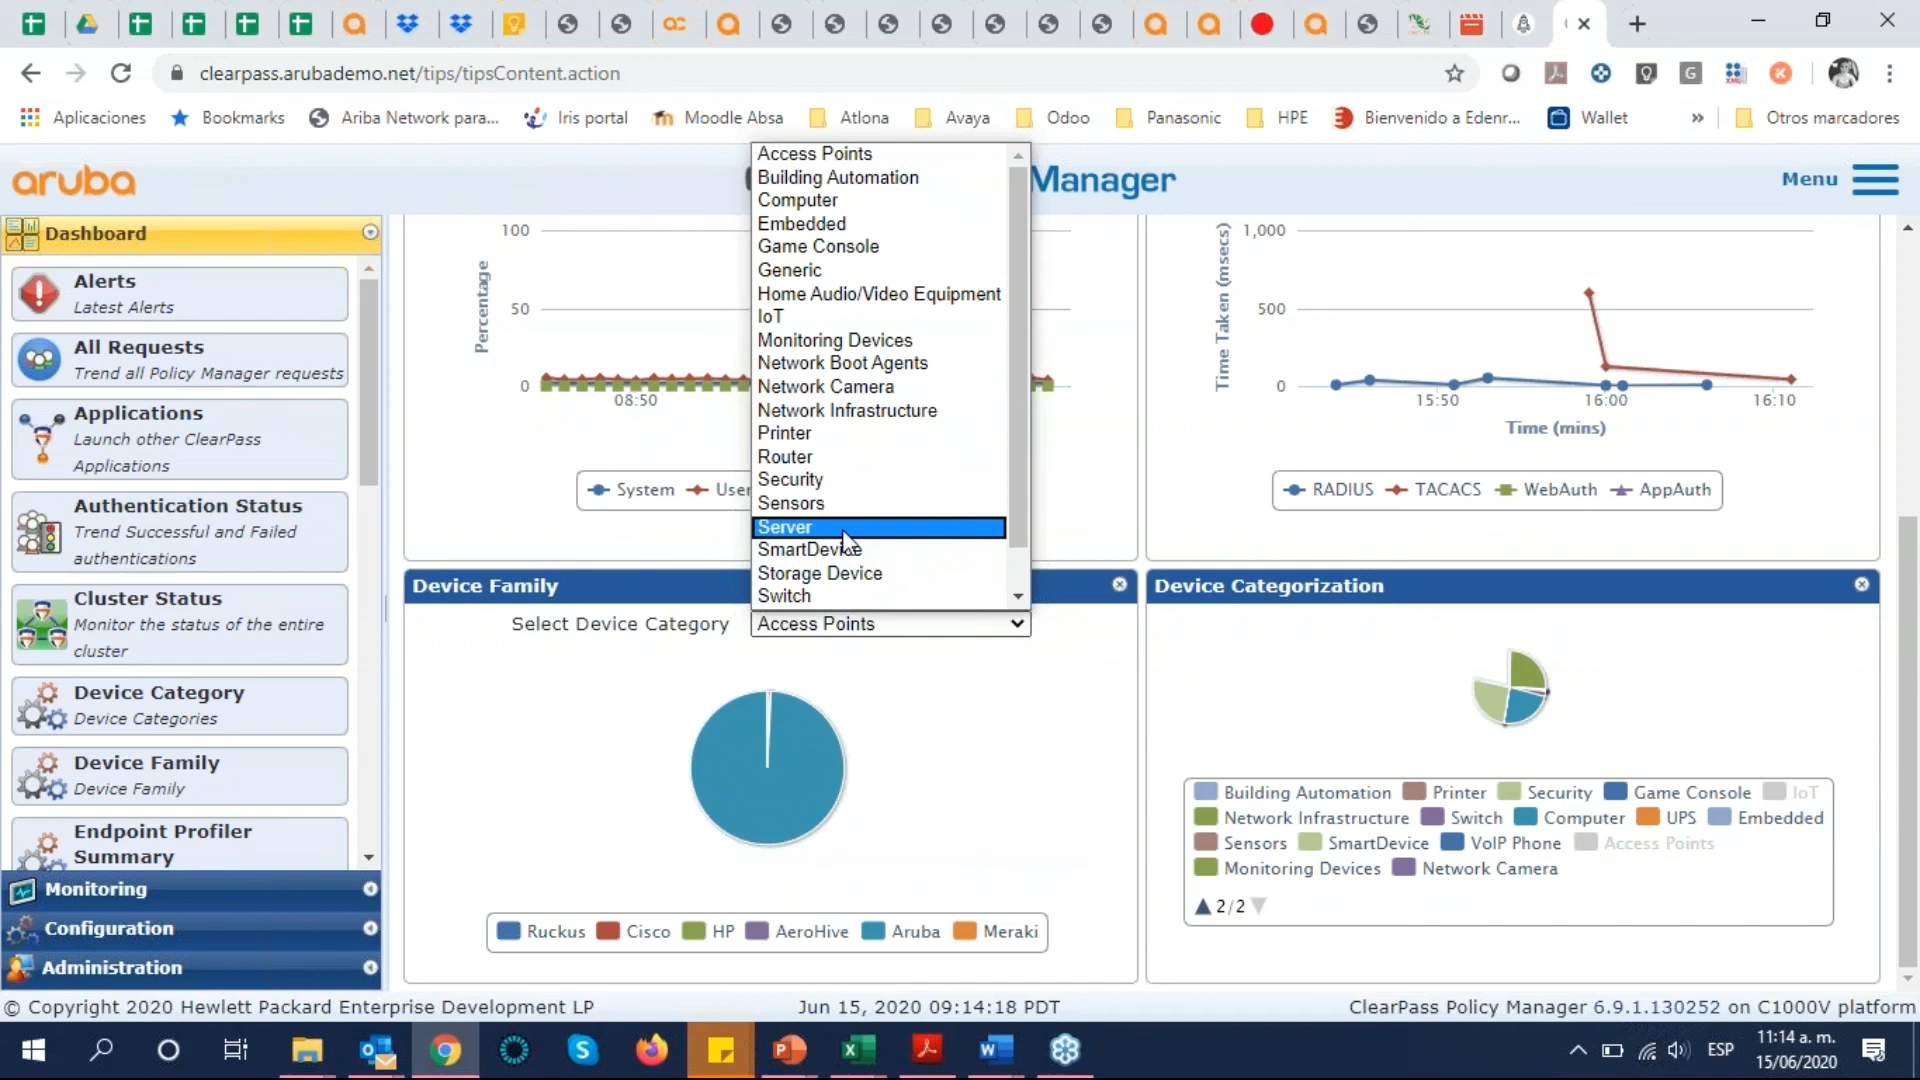 clearpass.arubademo.net/tips/tipsContent.action
Aplicaciones
Bookmarks
Ariba Network para...
Iris portal
Moodle Absa
Atlona
Avaya
Odoo
Panasonic
HPE
Bienvenido a Edenr...
Wallet
»
Otros marcadores
aruba
Manager
Menu
Dashboard
Alerts
Latest Alerts
All Requests
Trend all Policy Manager requests
Applications
Launch other ClearPass
Applications
Authentication Status
Trend Successful and Failed
authentications
Cluster Status
Monitor the status of the entire
cluster
Device Category
Device Categories
Device Family
Device Family
Endpoint Profiler
Summary
Monitoring
Configuration
Administration
Percentage
100
50
0
08:50
System
User
Access Points
Building Automation
Computer
Embedded
Game Console
Generic
Home Audio/Video Equipment
IoT
Monitoring Devices
Network Boot Agents
Network Camera
Network Infrastructure
Printer
Router
Security
Sensors
Server
SmartDevice
Storage Device
Switch
Time Taken (msecs)
1,000
500
0
15:50
16:00
16:10
Time (mins)
RADIUS TACACS WebAuth AppAuth
Device Family
Select Device Category
Access Points
Ruckus Cisco HP AeroHive Aruba Meraki
Device Categorization
Building Automation Printer Security Game Console IoT
Network Infrastructure Switch Computer UPS Embedded
Sensors SmartDevice VoIP Phone Access Points
Monitoring Devices Network Camera
2/2
© Copyright 2020 Hewlett Packard Enterprise Development LP
Jun 15, 2020 09:14:18 PDT
ClearPass Policy Manager 6.9.1.130252 on C1000V platform
ESP
11:14 a. m.
15/06/2020